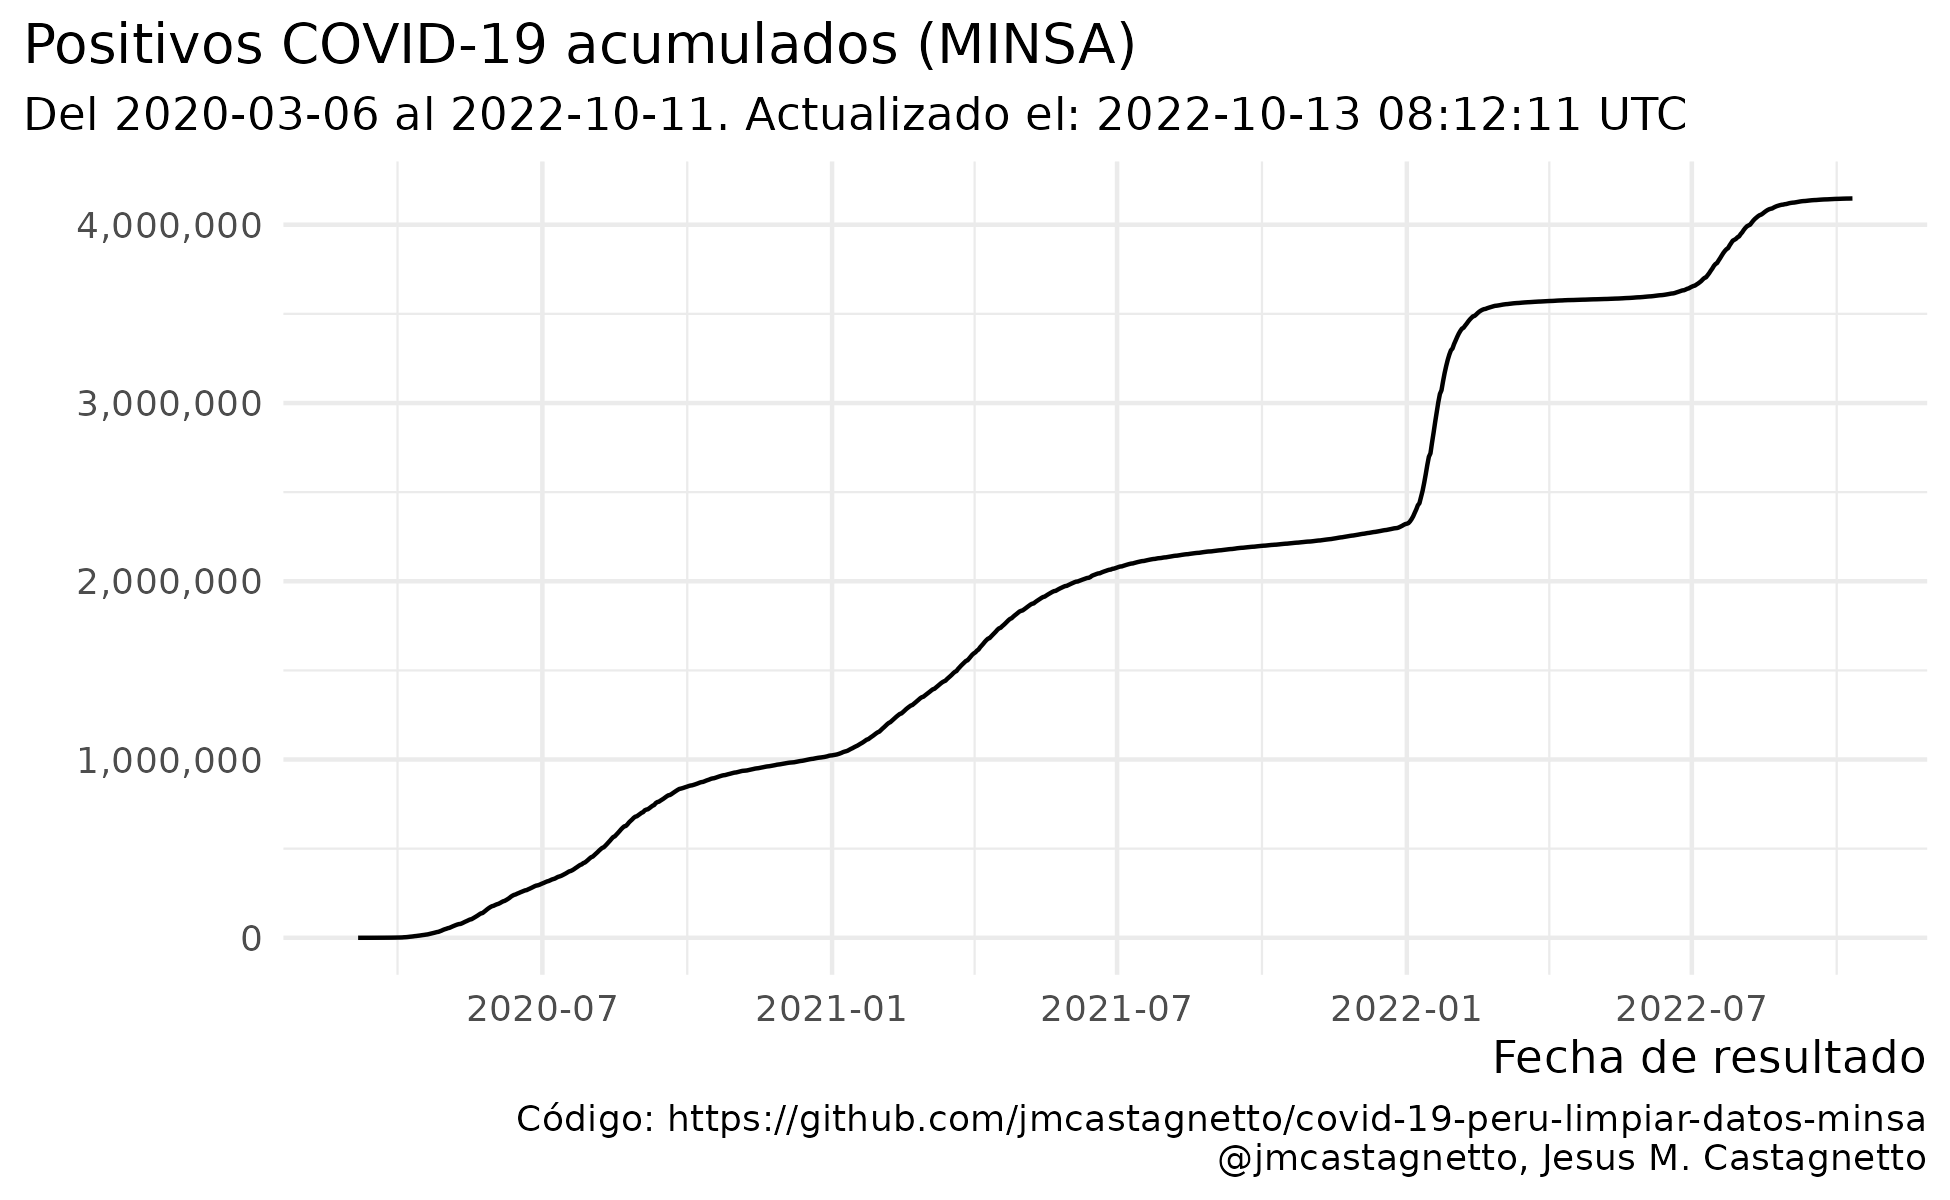 Positivos COVID-19 acumulados (MINSA)
Del 2020-03-06 al 2022-10-11. Actualizado el: 2022-10-13 08:12:11 UTC
4,000,000
3,000,000
2,000,000
1,000,000
0
2020-07 2021-01 2021-07 2022-01 2022-07
Fecha de resultado
Código: https://github.com/jmcastagnetto/covid-19-peru-limpiar-datos-minsa
@jmcastagnetto, Jesus M. Castagnetto